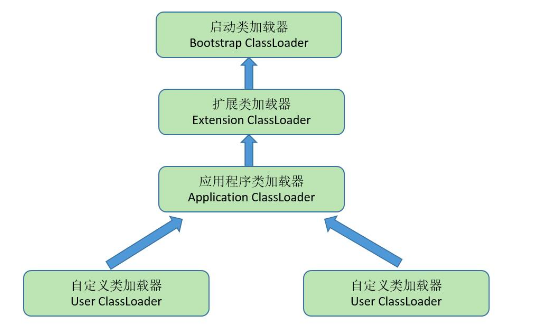 启动类加载器
Bootstrap ClassLoader
扩展类加载器
Extension ClassLoader
应用程序类加载器
Application ClassLoader
自定义类加载器
User ClassLoader
自定义类加载器
User ClassLoader